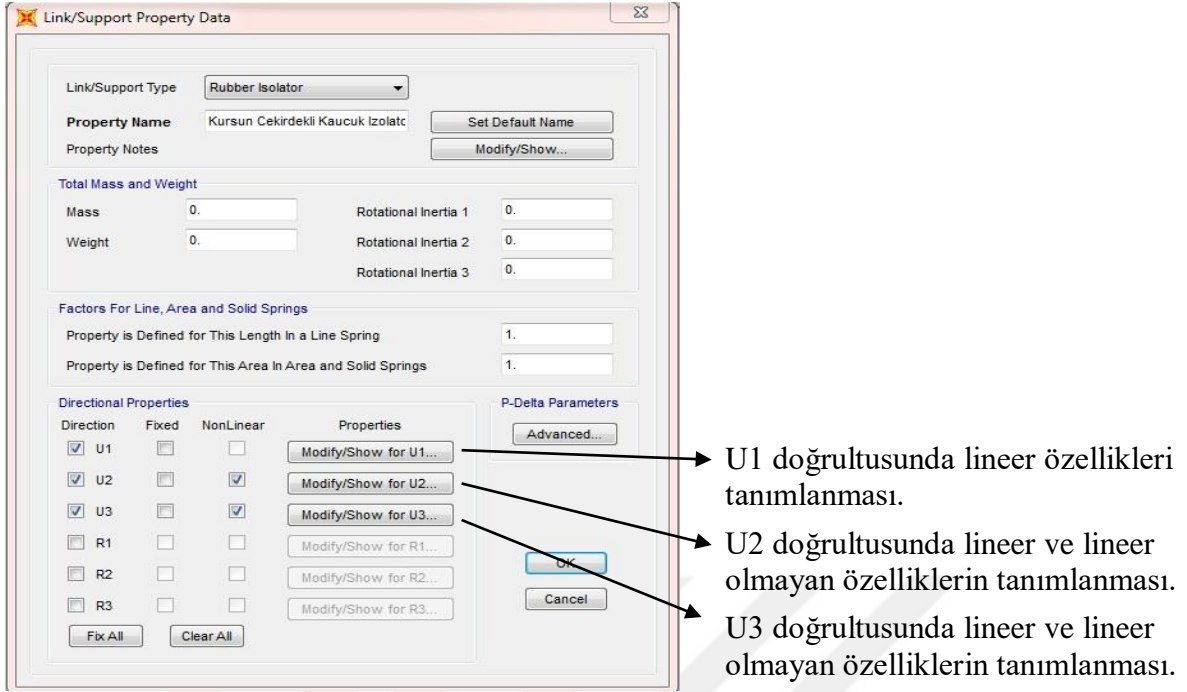 Link/Support Property Data
Link/Support Type Rubber Isolator
Property Name Kursun Cekirdekli Kaucuk Izolatc Set Default Name
Property Notes Modify/Show...
Total Mass and Weight
Mass 0. Rotational Inertia 1 0.
Weight 0. Rotational Inertia 2 0.
Rotational Inertia 3 0.
Factors For Line, Area and Solid Springs
Property is Defined for This Length In a Line Spring 1.
Property is Defined for This Area In Area and Solid Springs 1.
Directional Properties P-Delta Parameters
Direction Fixed NonLinear Properties Advanced...
U1 Modify/Show for U1...
U2 Modify/Show for U2...
U3 Modify/Show for U3...
R1 Modify/Show for R1...
R2 Modify/Show for R2...
R3 Modify/Show for R3...
Fix All Clear All
OK
Cancel
U1 doğrultusunda lineer özellikleri
tanımlanması.
U2 doğrultusunda lineer ve lineer
olmayan özelliklerin tanımlanması.
U3 doğrultusunda lineer ve lineer
olmayan özelliklerin tanımlanması.